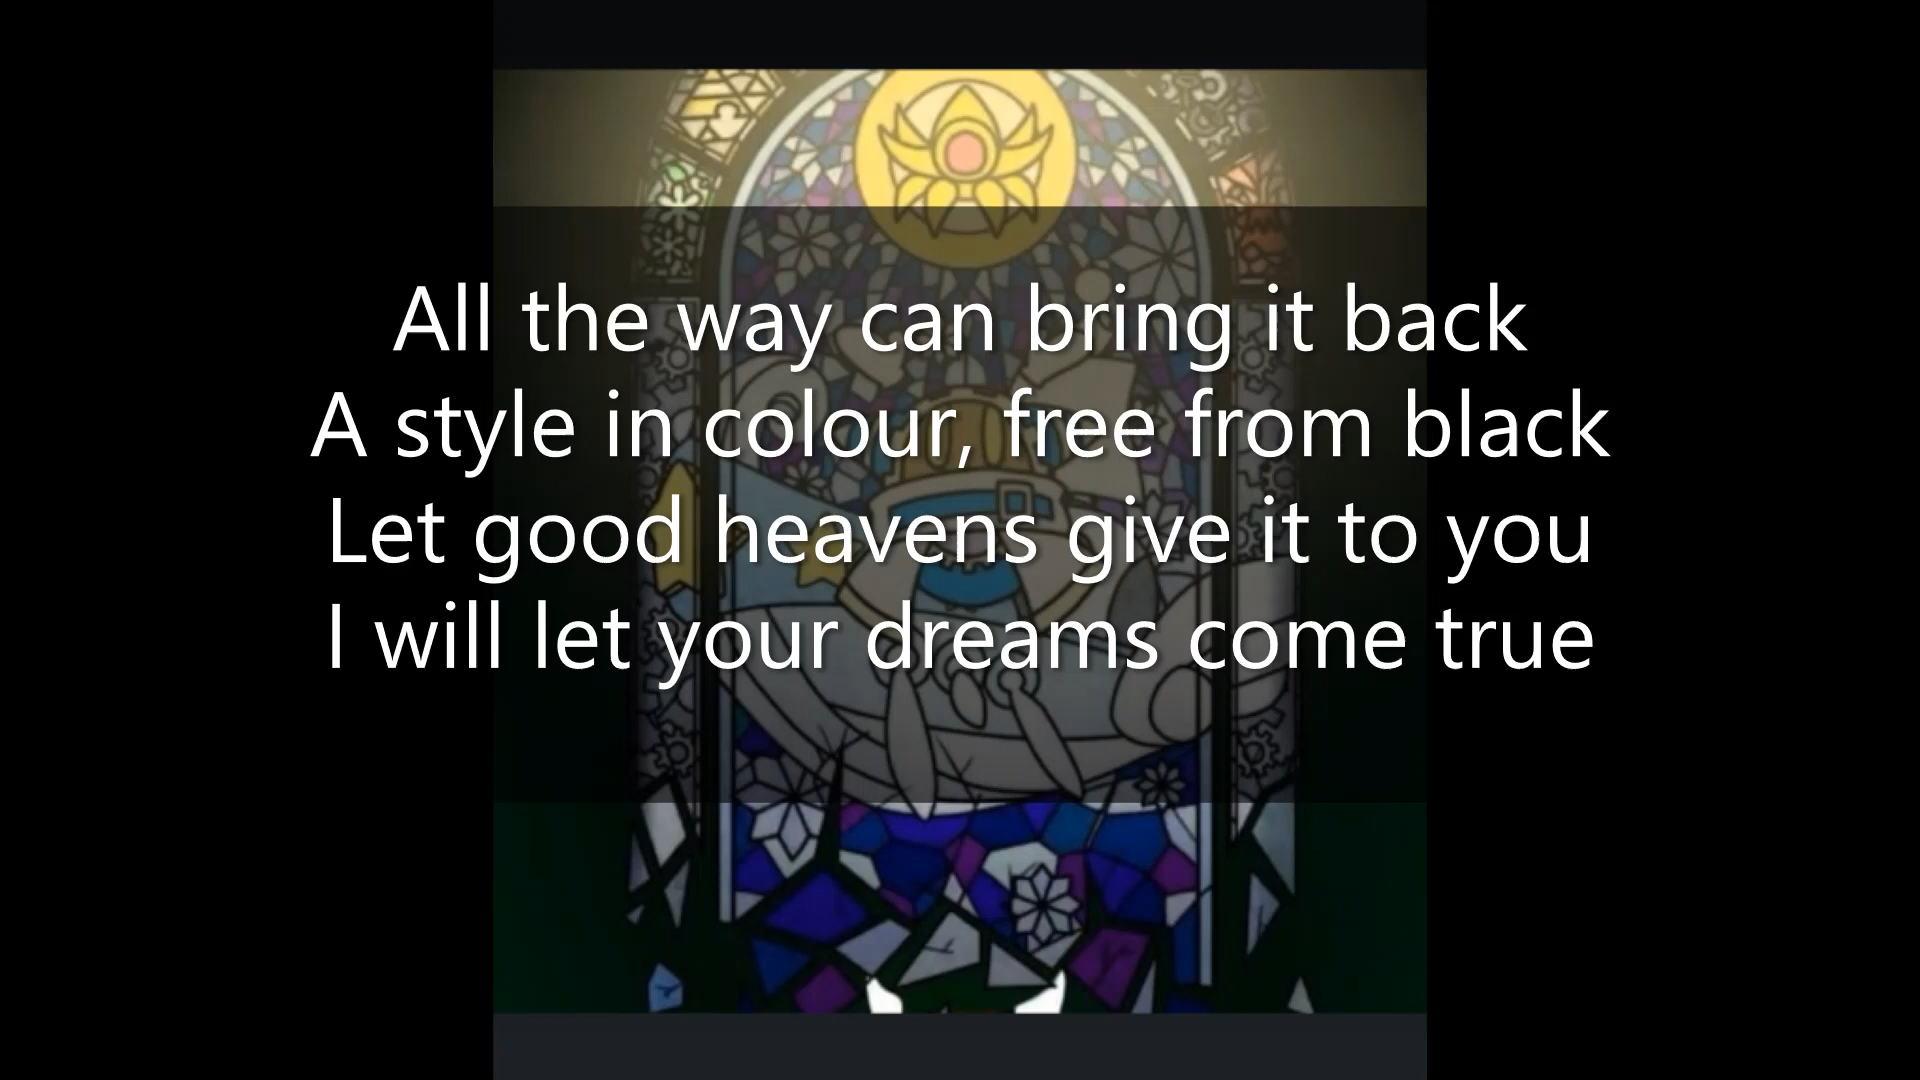 All the way can bring it back
A style in colour, free from black
Let good heavens give it to you
I will let your dreams come true